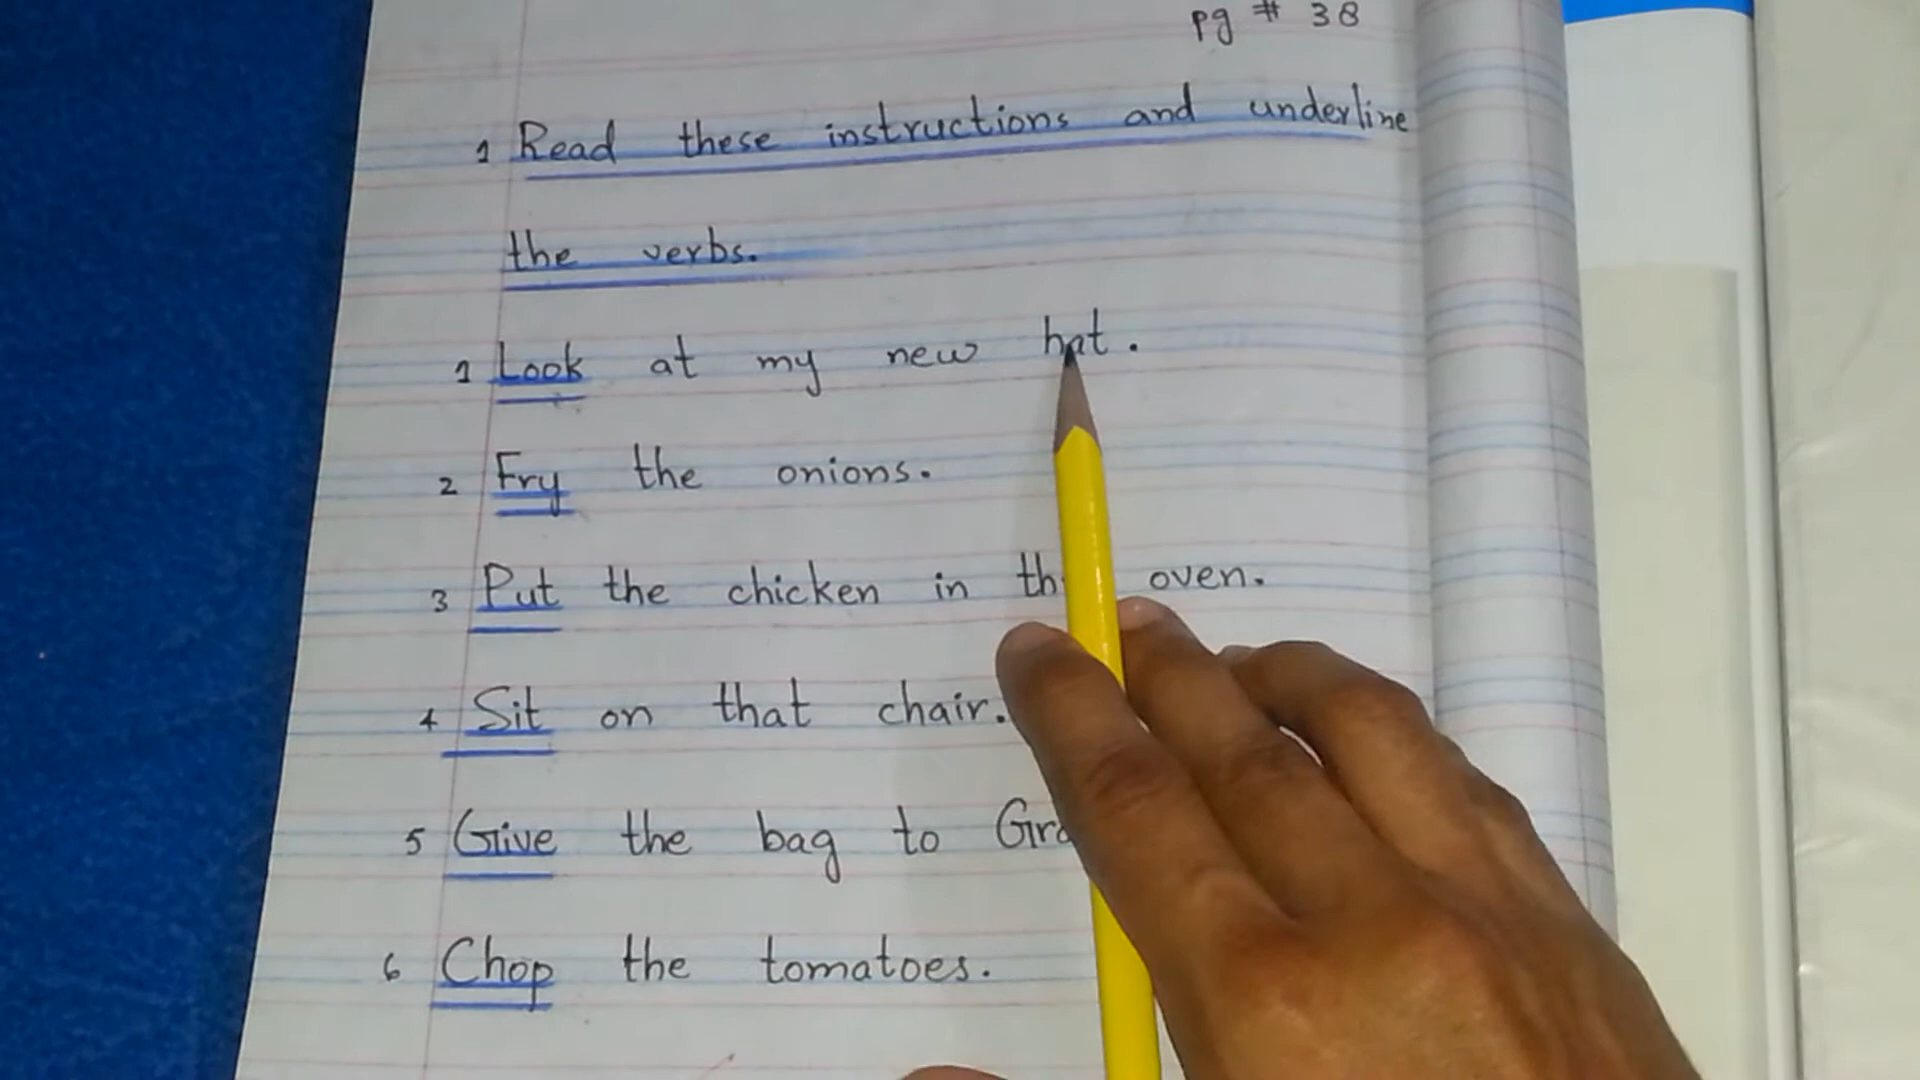 pg # 38
1 Read these instructions and underline
the verbs.
1 Look at my new hat.
2 Fry the onions.
3 Put the chicken in oven.
4 Sit on that chair.
5 Give the bag to
6 Chop the tomatoes.